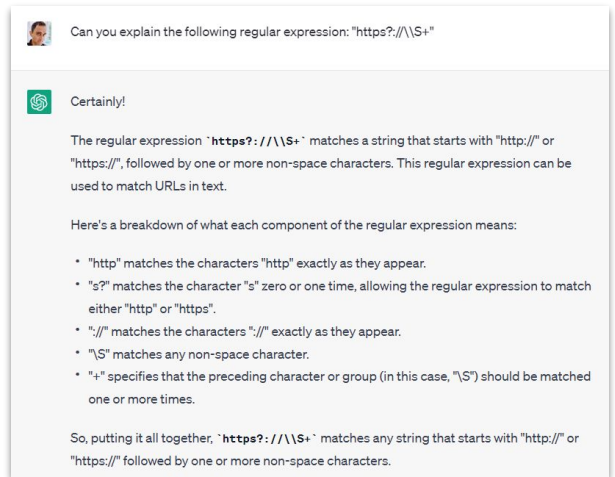 Can you explain the following regular expression: "https?://\\S+"
Certainly!
The regular expression `https?://\\S+` matches a string that starts with "http://" or
"https://", followed by one or more non-space characters. This regular expression can be
used to match URLs in text.
Here's a breakdown of what each component of the regular expression means:
• "http" matches the characters "http" exactly as they appear.
• "s?" matches the character "s" zero or one time, allowing the regular expression to match
either "http" or "https".
• "://" matches the characters "://" exactly as they appear.
• "\S" matches any non-space character.
• "+" specifies that the preceding character or group (in this case, "\S") should be matched
one or more times.
So, putting it all together, `https?://\\S+` matches any string that starts with "http://" or
"https://" followed by one or more non-space characters.